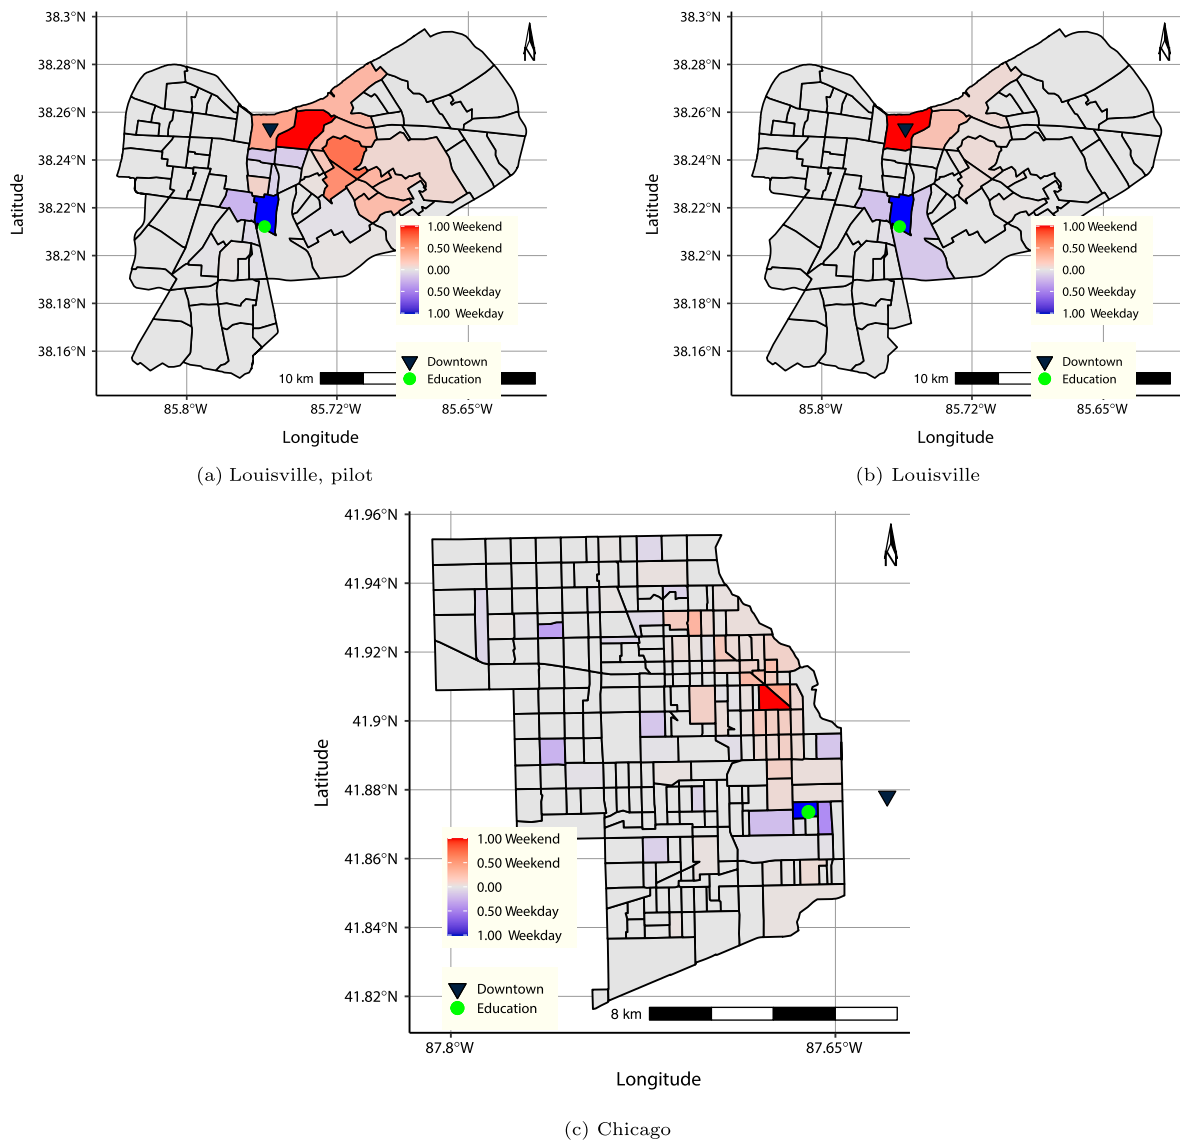 38.3°N
38.28°N
38.26°N
38.24°N
38.22°N
38.2°N
38.18°N
38.16°N
Latitude
1.00 Weekend
0.50 Weekend
0.00
0.50 Weekday
1.00 Weekday
Downtown
Education
10 km
85.8°W 85.72°W 85.65°W
Longitude
(a) Louisville, pilot
38.3°N
38.28°N
38.26°N
38.24°N
38.22°N
38.2°N
38.18°N
38.16°N
Latitude
1.00 Weekend
0.50 Weekend
0.00
0.50 Weekday
1.00 Weekday
Downtown
Education
10 km
85.8°W 85.72°W 85.65°W
Longitude
(b) Louisville
41.96°N
41.94°N
41.92°N
41.9°N
41.88°N
41.86°N
41.84°N
41.82°N
Latitude
1.00 Weekend
0.50 Weekend
0.00
0.50 Weekday
1.00 Weekday
Downtown
Education
8 km
87.8°W 87.65°W
Longitude
(c) Chicago